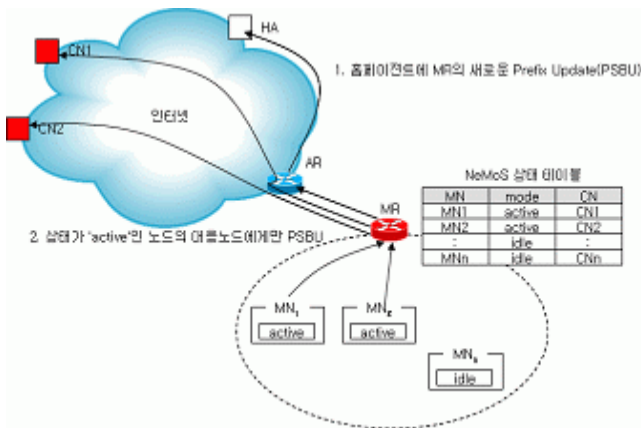 HA
CN1
1. 홈페이전트에 MR의 새로운 Prefix Update(PSBU)
인터넷
CN2
AR
NeMoS 상태 테이블
MN mode CN
MN1 active CN1
MN2 active CN2
: idle :
MNn idle CNn
MR
2. 상태가 'active'인 노드의 대응노드에게만 PSBU
MN₁
active
MN₂
active
MNₙ
idle